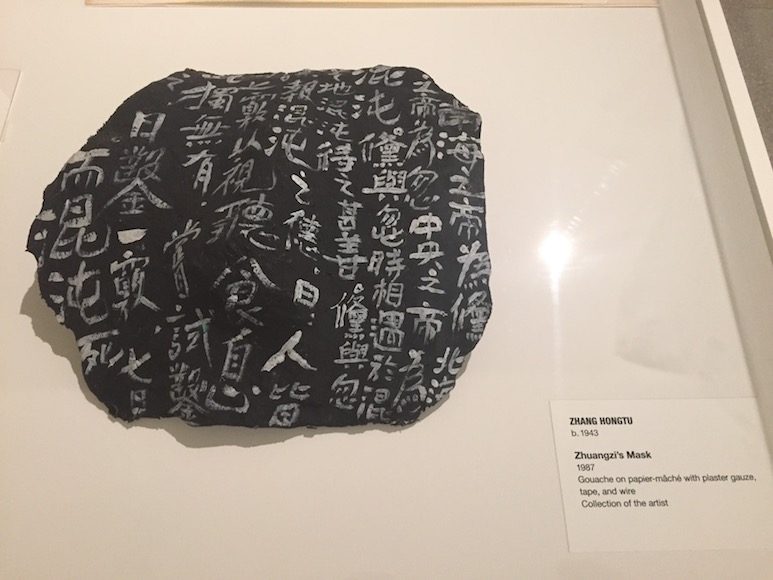 南海之帝為儵 北海
之帝為忽 中央之帝為
混沌 儵與忽時相遇於混
地混沌待之甚善 儵與忽
報混沌之德。曰:人皆
七竅以視聽食息
獨無有.嘗試鑿
日鑿一竅.七日
而混沌死
ZHANG HONGTU
b. 1943
Zhuangzi's Mask
1987
Gouache on papier-mâché with plaster gauze,
tape, and wire
Collection of the artist